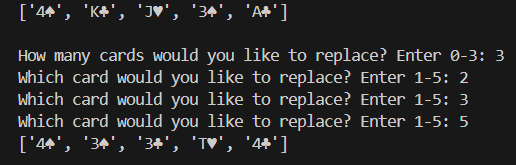 ['4♠', 'K♣', 'J♥', '3♠', 'A♣']
How many cards would you like to replace? Enter 0-3: 3
Which card would you like to replace? Enter 1-5: 2
Which card would you like to replace? Enter 1-5: 3
Which card would you like to replace? Enter 1-5: 5
['4♠', '3♠', '3♣', 'T♥', '4♣']